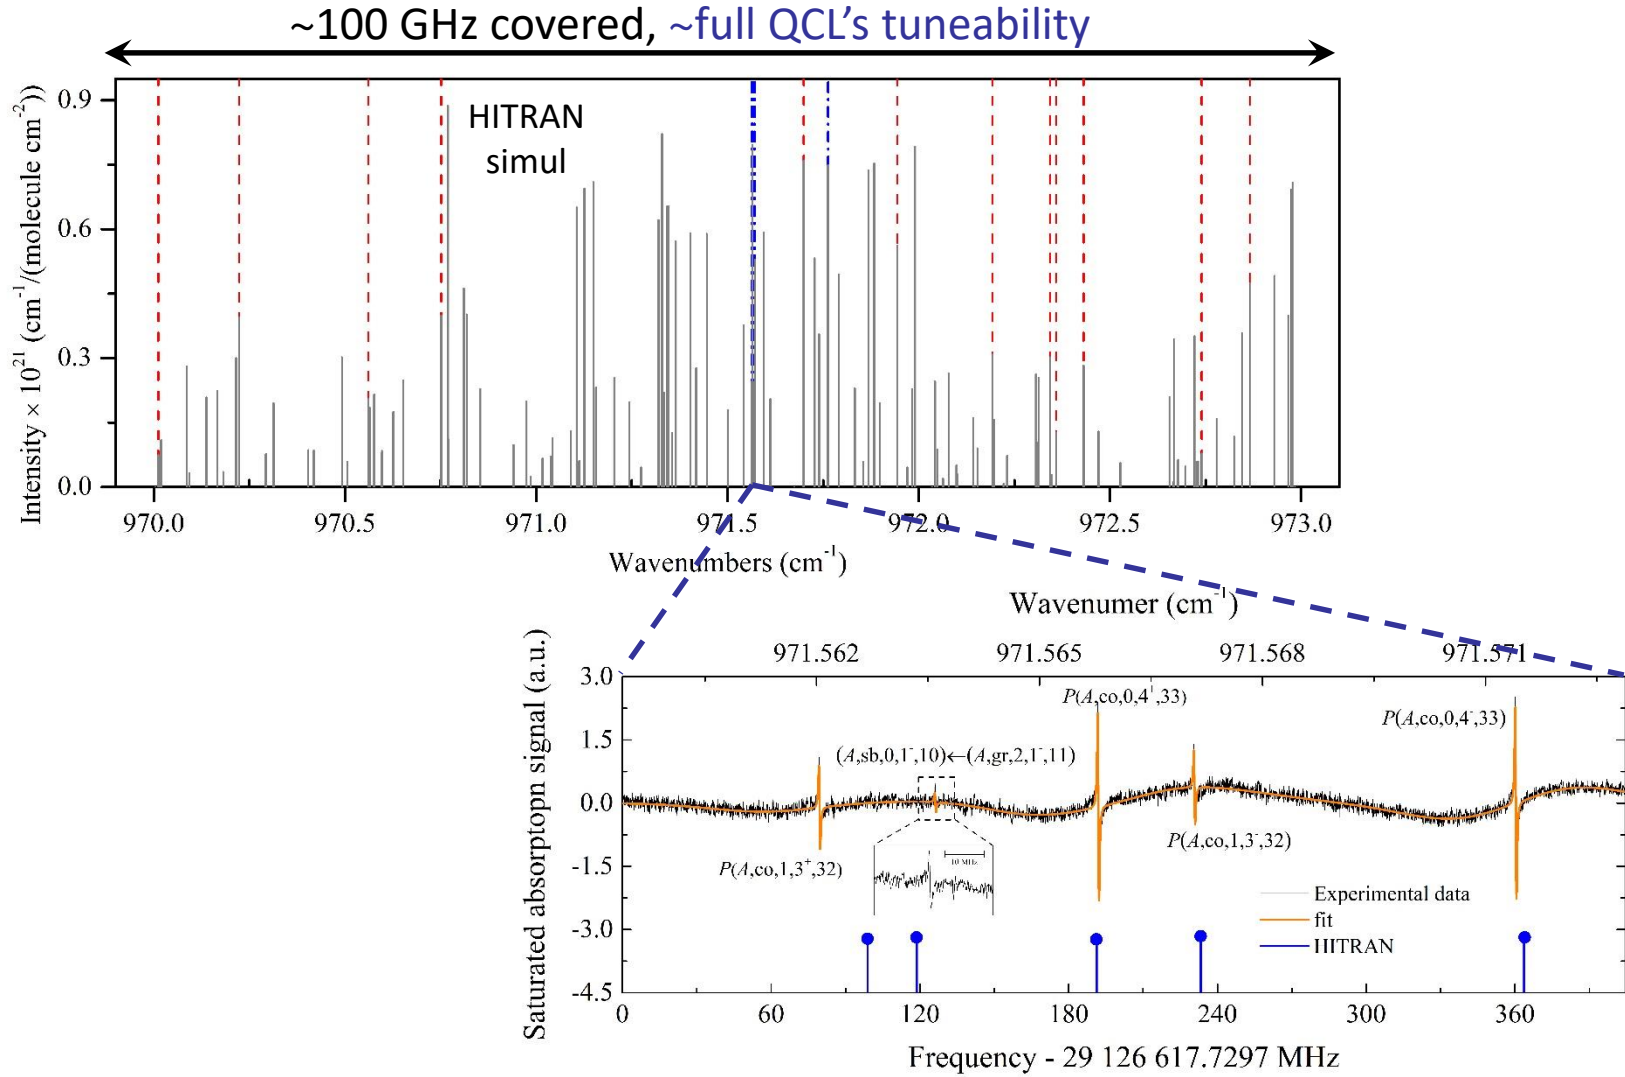 ~100 GHz covered, ~full QCL's tuneability
Intensity × 10²¹ (cm⁻¹/(molecule cm⁻²))
0.9
0.6
0.3
0.0
HITRAN
simul
970.0 970.5 971.0 971.5 972.0 972.5 973.0
Wavenumbers (cm⁻¹)
Wavenumer (cm⁻¹)
971.562 971.565 971.568 971.571
Saturated absorptopn signal (a.u.)
3.0
1.5
0.0
-1.5
-3.0
-4.5
P(A,co,0,4⁺,33)
P(A,co,0,4⁻,33)
(A,sb,0,1⁻,10)←(A,gr,2,1⁻,11)
P(A,co,1,3⁻,32)
P(A,co,1,3⁺,32)
10 MHz
Experimental data
fit
HITRAN
0 60 120 180 240 300 360
Frequency - 29 126 617.7297 MHz